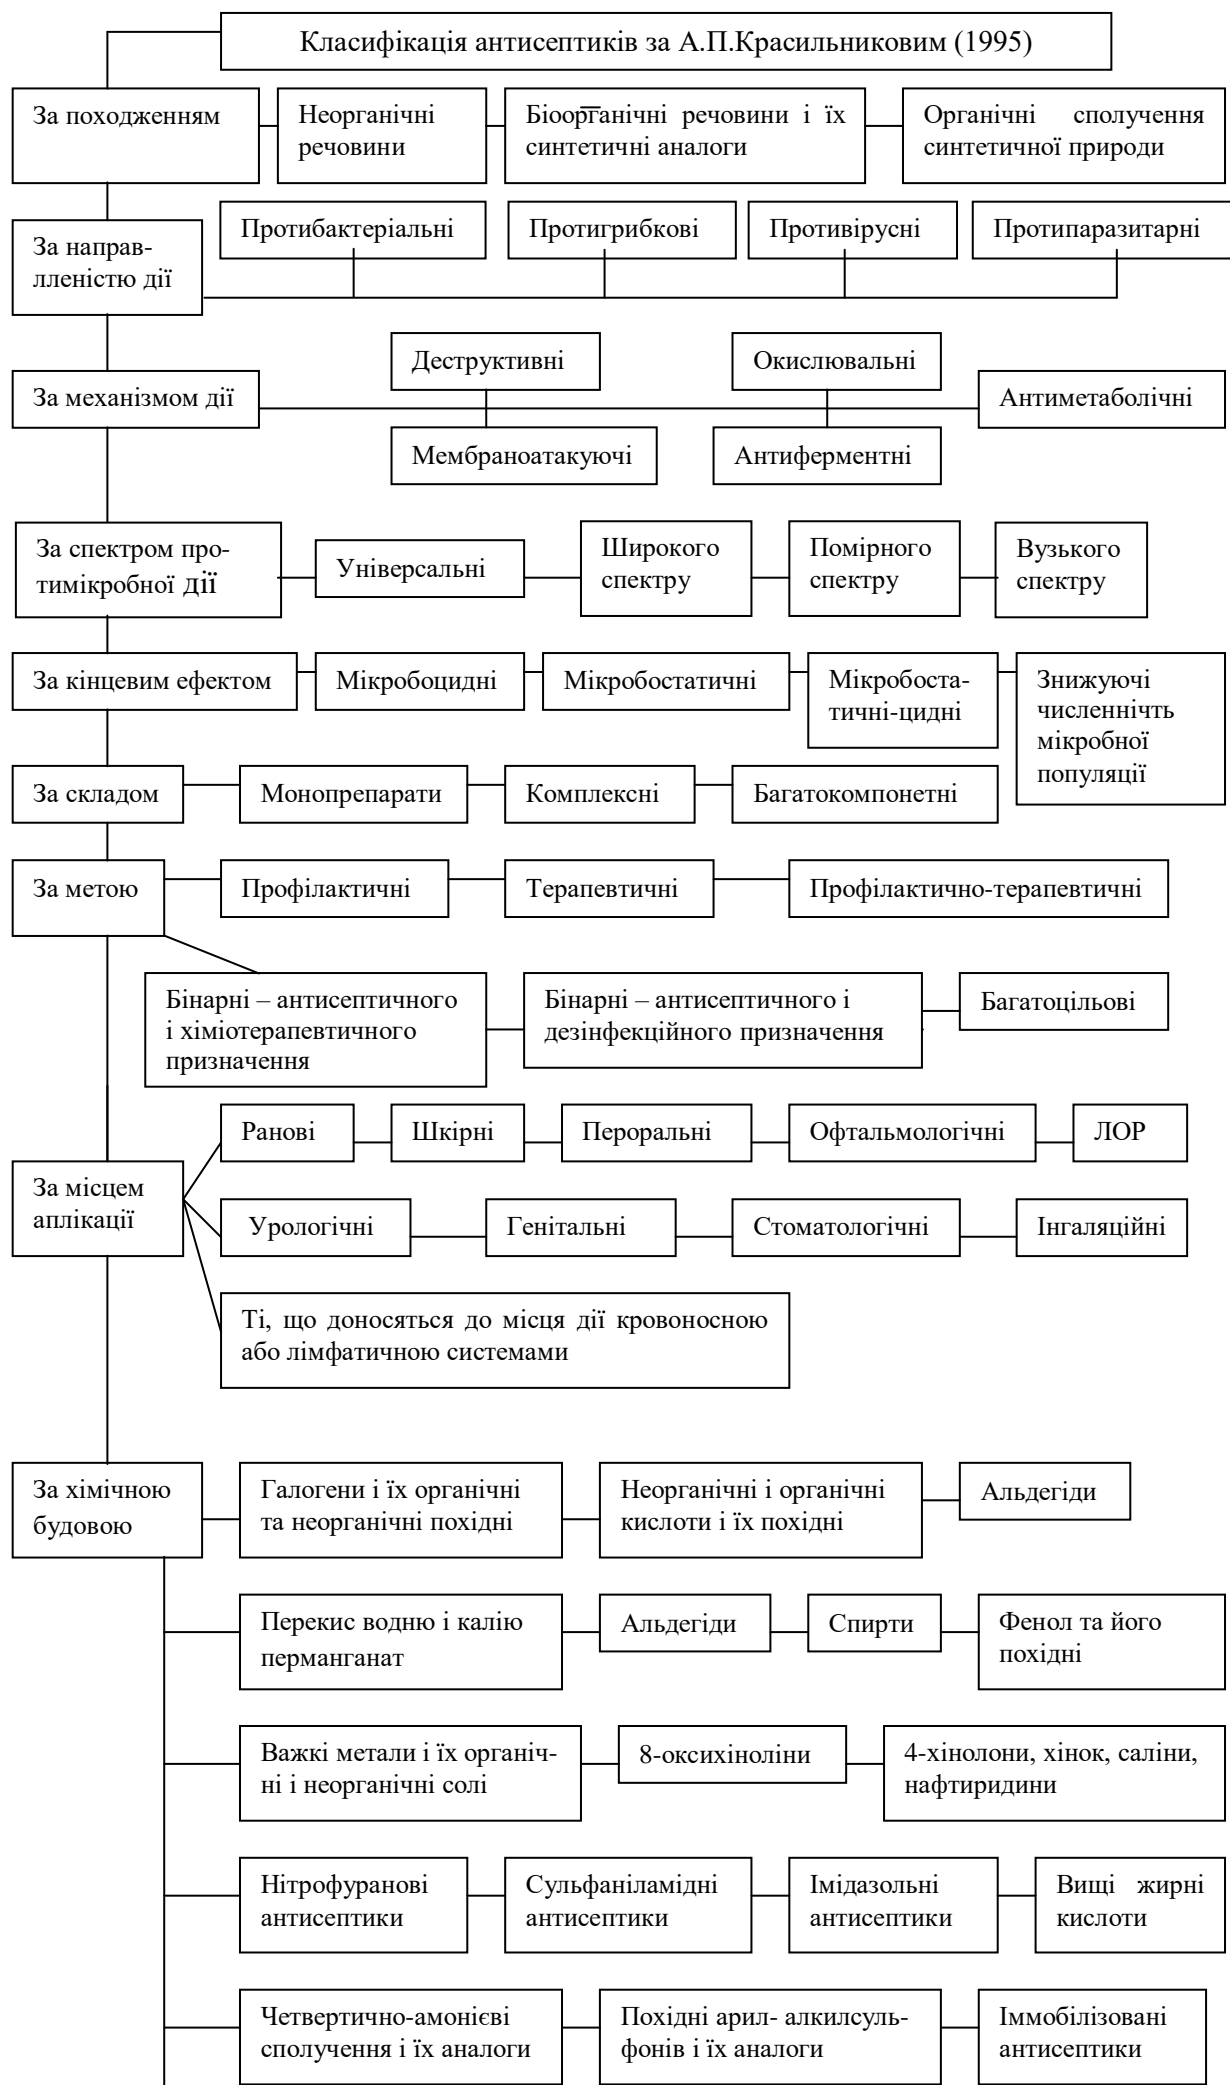 Класифікація антисептиків за А.П.Красильниковим (1995)
За походженням
Неорганічні
речовини
Біоорганічні речовини і їх
синтетичні аналоги
Органічні сполучення
синтетичної природи
За направ-
лленістю дії
Протибактеріальні
Протигрибкові
Противірусні
Протипаразитарні
За механізмом дії
Деструктивні
Окислювальні
Антиметаболічні
Мембраноатакуючі
Антиферментні
За спектром про-
тимікробної дії
Універсальні
Широкого
спектру
Помірного
спектру
Вузького
спектру
За кінцевим ефектом
Мікробоцидні
Мікробостатичні
Мікробоста-
тичні-цидні
Знижуючі
численнічть
мікробної
популяції
За складом
Монопрепарати
Комплексні
Багатокомпонетні
За метою
Профілактичні
Терапевтичні
Профілактично-терапевтичні
Бінарні – антисептичного
і хіміотерапевтичного
призначення
Бінарні – антисептичного і
дезінфекційного призначення
Багатоцільові
За місцем
аплікації
Ранові
Шкірні
Пероральні
Офтальмологічні
ЛОР
Урологічні
Генітальні
Стоматологічні
Інгаляційні
Ті, що доносяться до місця дії кровоносною
або лімфатичною системами
За хімічною
будовою
Галогени і їх органічні
та неорганічні похідні
Неорганічні і органічні
кислоти і їх похідні
Альдегіди
Перекис водню і калію
перманганат
Альдегіди
Спирти
Фенол та його
похідні
Важкі метали і їх органіч-
ні і неорганічні солі
8-оксихіноліни
4-хінолони, хінок, саліни,
нафтиридини
Нітрофуранові
антисептики
Сульфаніламідні
антисептики
Імідазольні
антисептики
Вищі жирні
кислоти
Четвертично-амонієві
сполучення і їх аналоги
Похідні арил- алкилсуль-
фонів і їх аналоги
Іммобілізовані
антисептики